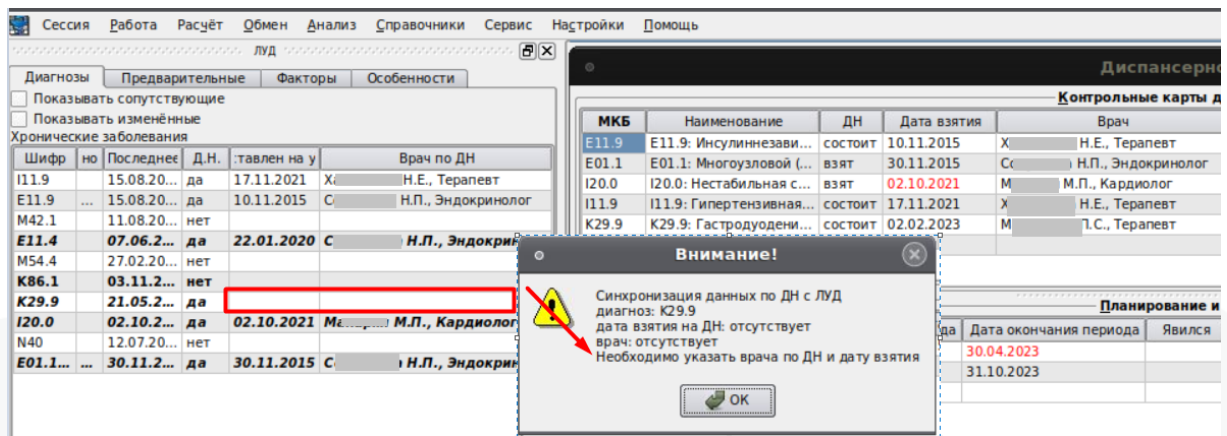 Сессия Работа Расчёт Обмен Анализ Справочники Сервис Настройки Помощь
ЛУД
Диагнозы Предварительные Факторы Особенности
Показывать сопутствующие
Показывать изменённые
Хронические заболевания
Шифр но Последнее Д.Н. :тавлен на у Врач по ДН
I11.9 15.08.20... да 17.11.2021 Н.Е., Терапевт
E11.9 ... 15.08.20... да 10.11.2015 Н.П., Эндокринолог
M42.1 11.08.20... нет
E11.4 07.06.2... да 22.01.2020 Н.П., Эндокрин
M54.4 27.02.20... нет
K86.1 03.11.2... нет
K29.9 21.05.2... да
I20.0 02.10.2... да 02.10.2021 М.П., Кардиолог
N40 12.07.20... нет
E01.1... ... 30.11.2... да 30.11.2015 Н.П., Эндокрин
Диспансерно
Контрольные карты д
МКБ Наименование ДН Дата взятия Врач
E11.9 E11.9: Инсулиннезави... состоит 10.11.2015 Х Н.Е., Терапевт
E01.1 E01.1: Многоузловой (... взят 30.11.2015 Н.П., Эндокринолог
I20.0 I20.0: Нестабильная с... взят 02.10.2021 М М.П., Кардиолог
I11.9 I11.9: Гипертензивная... состоит 17.11.2021 Х Н.Е., Терапевт
K29.9 K29.9: Гастродуодени... состоит 02.02.2023 М П.С., Терапевт
Внимание!
Синхронизация данных по ДН с ЛУД
диагноз: K29.9
дата взятия на ДН: отсутствует
врач: отсутствует
Необходимо указать врача по ДН и дату взятия
ОК
Планирование и
да Дата окончания периода Явился
30.04.2023
31.10.2023